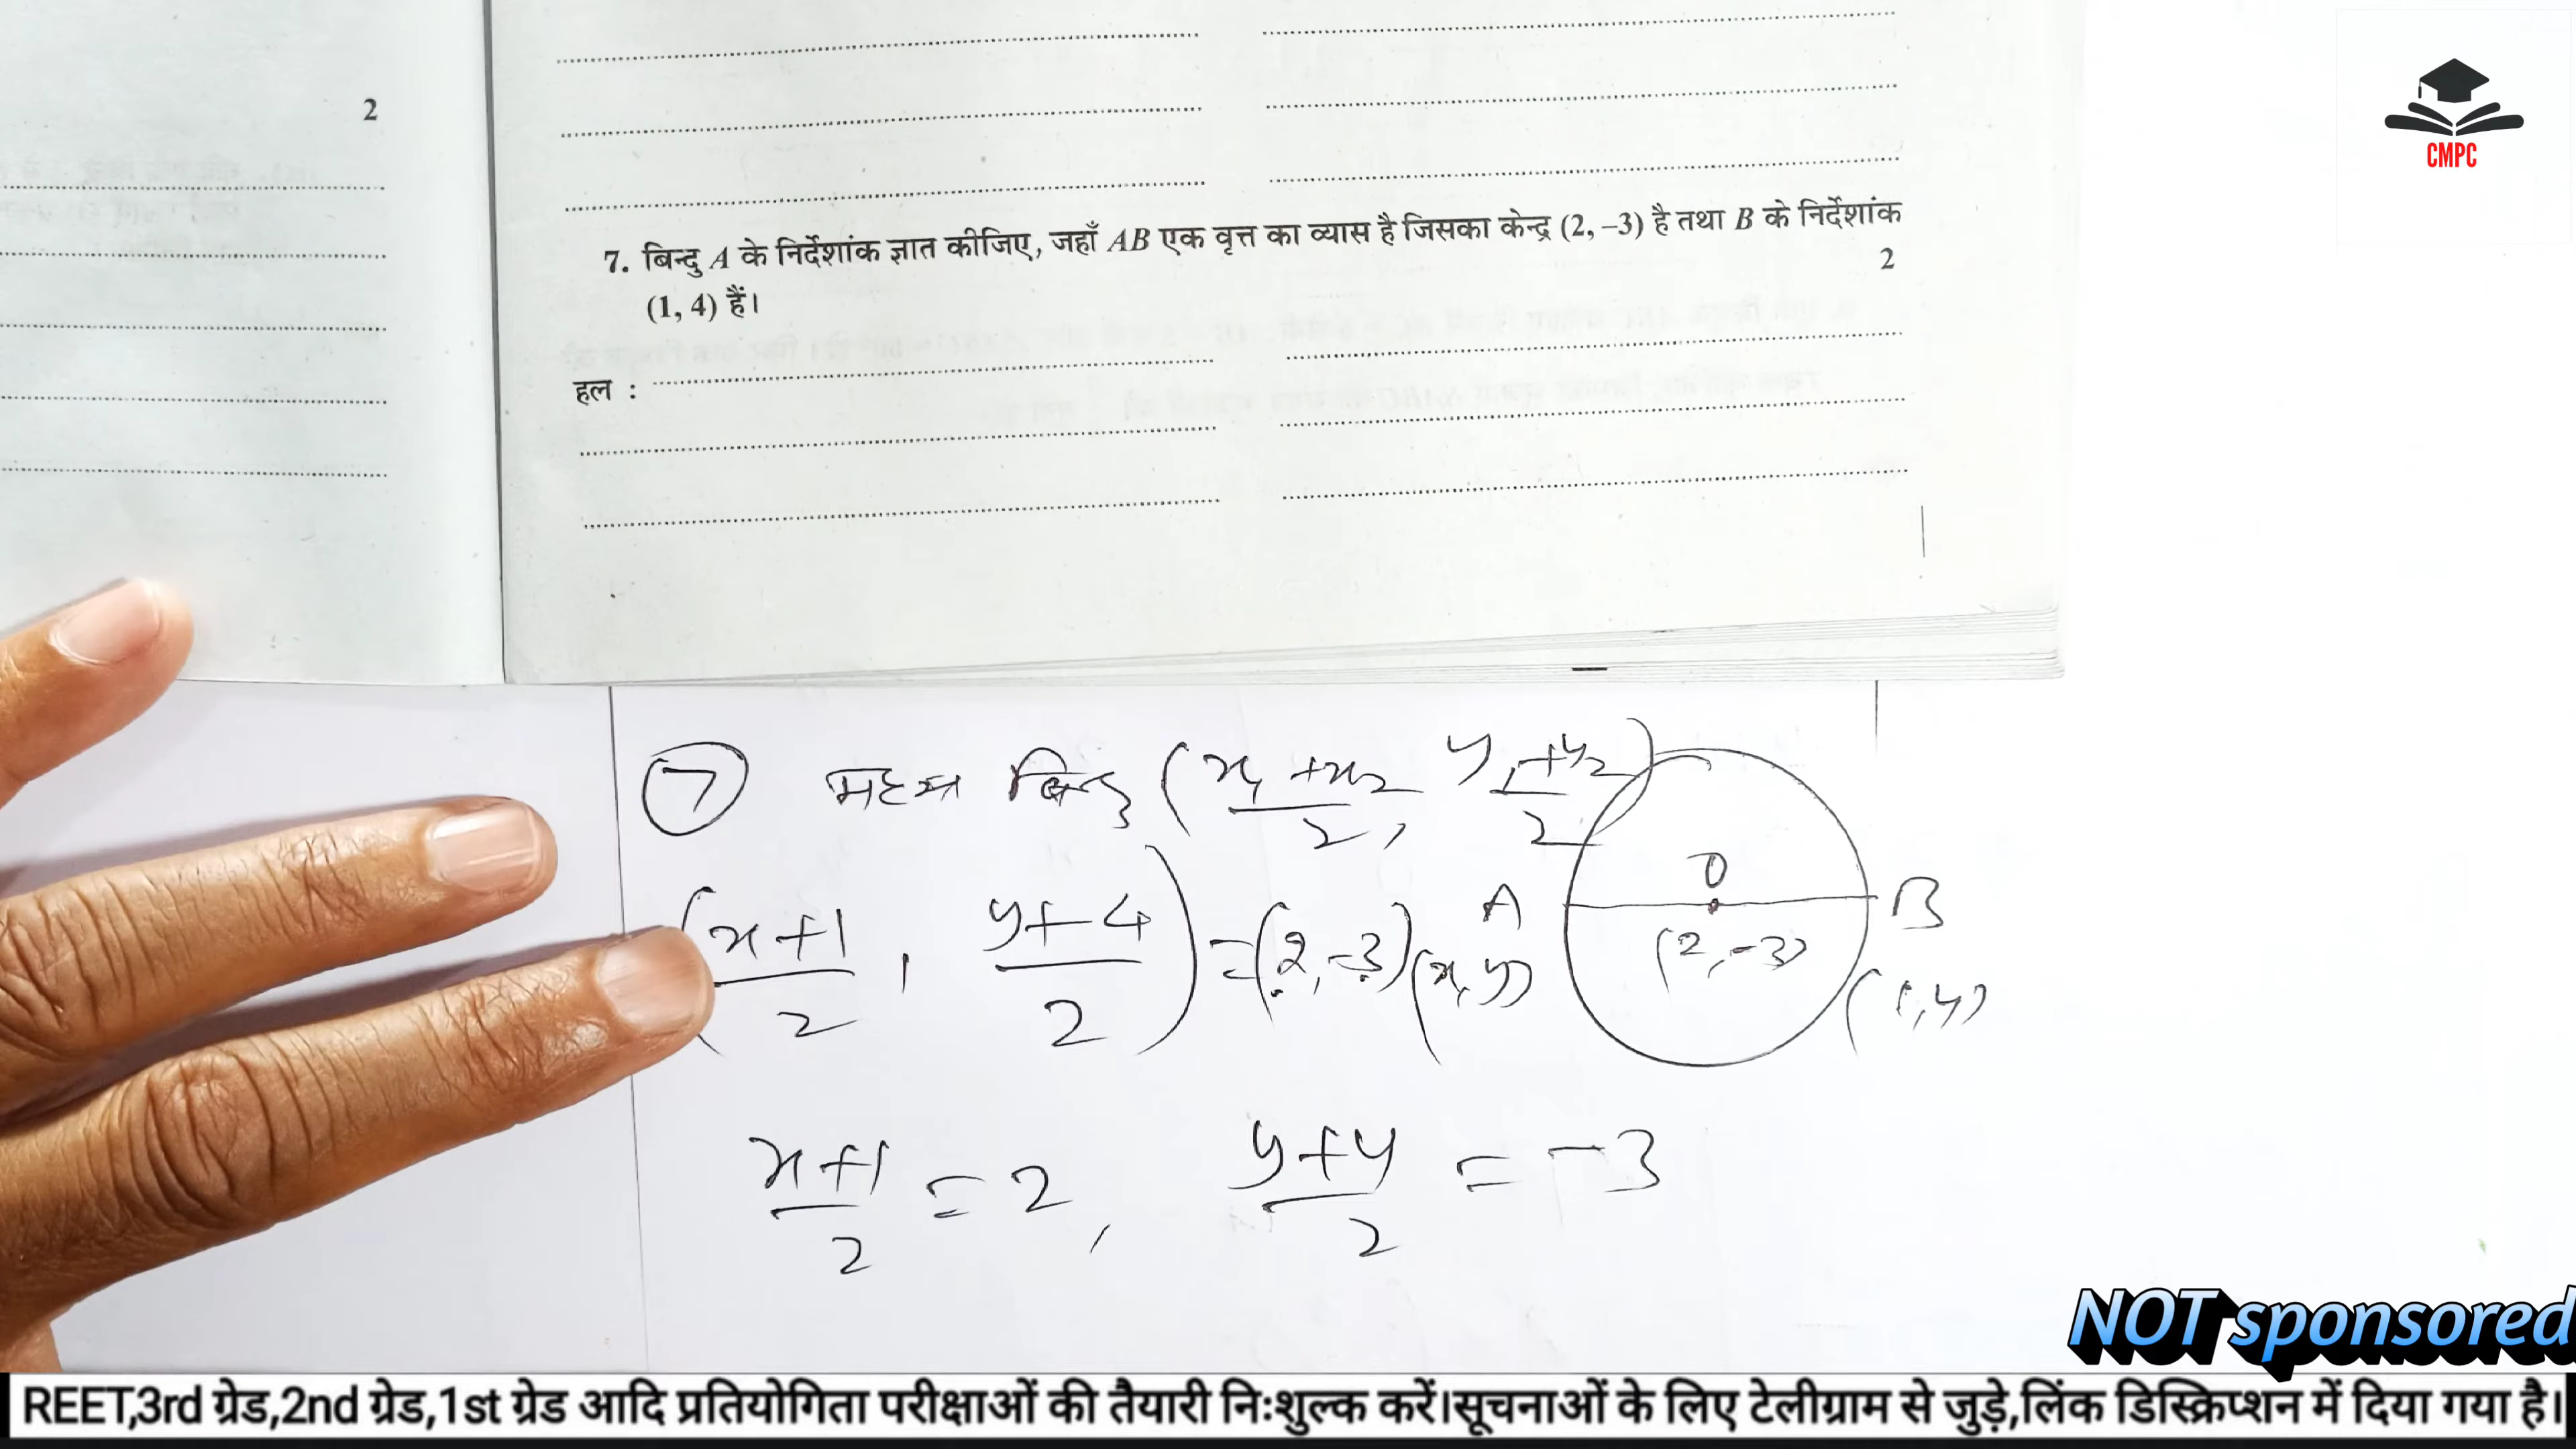 2
CMPC
7. बिन्दु A के निर्देशांक ज्ञात कीजिए, जहाँ AB एक वृत्त का व्यास है जिसका केन्द्र (2, –3) है तथा B के निर्देशांक
(1, 4) हैं।
2
हल :
7 मध्य बिन्दु (x₁+x₂/2, y₁+y₂/2)
(x+1/2, y+4/2) = (2,-3)
A (x,y)
O
(2,-3)
B
(1,4)
x+1/2 = 2, y+4/2 = -3
NOT sponsored
REET,3rd ग्रेड,2nd ग्रेड,1st ग्रेड आदि प्रतियोगिता परीक्षाओं की तैयारी निःशुल्क करें।सूचनाओं के लिए टेलीग्राम से जुड़े,लिंक डिस्क्रिप्शन में दिया गया है।